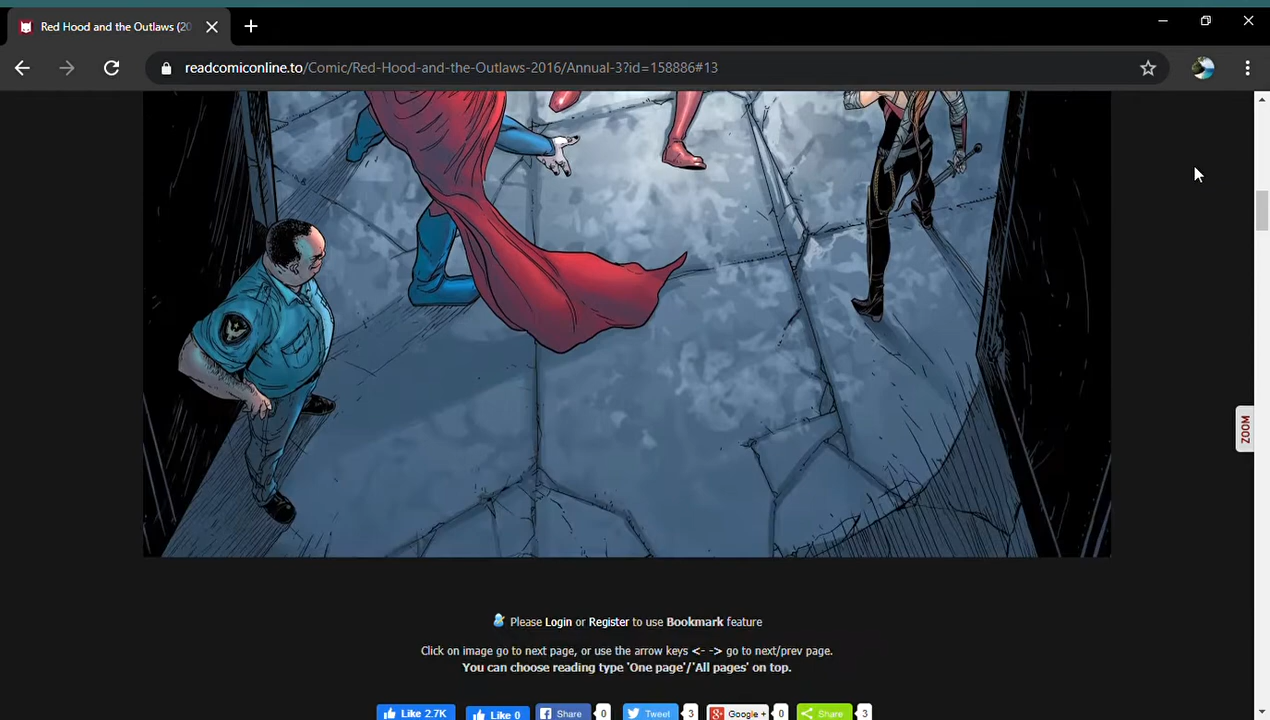 Red Hood and the Outlaws (20
readcomiconline.to/Comic/Red-Hood-and-the-Outlaws-2016/Annual-3?id=158886#13
ZOOM
Please Login or Register to use Bookmark feature
Click on image go to next page, or use the arrow keys <- -> go to next/prev page.
You can choose reading type 'One page'/'All pages' on top.
Like 2.7K Like 0 Share 0 Tweet 3 Google + 0 Share 3